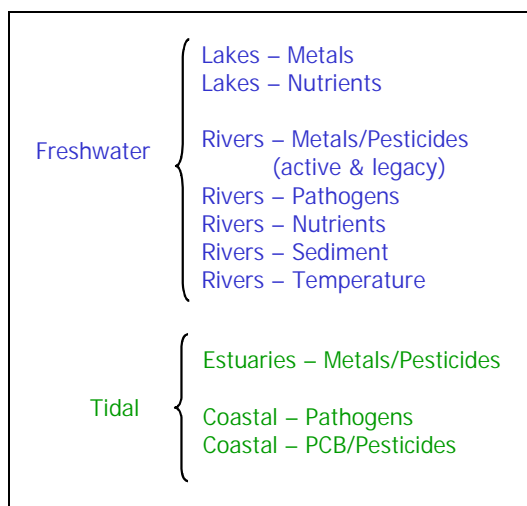 Lakes – Metals
Lakes – Nutrients
Freshwater
Rivers – Metals/Pesticides
(active & legacy)
Rivers – Pathogens
Rivers – Nutrients
Rivers – Sediment
Rivers – Temperature
Tidal
Estuaries – Metals/Pesticides
Coastal – Pathogens
Coastal – PCB/Pesticides